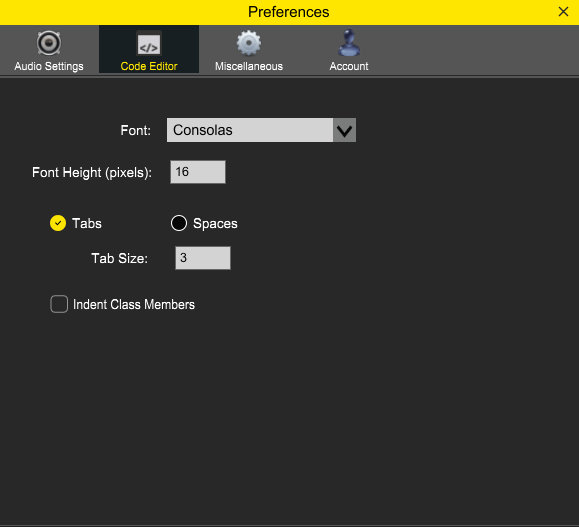 Preferences
Audio Settings
Code Editor
Miscellaneous
Account
Font: Consolas
Font Height (pixels): 16
Tabs Spaces
Tab Size: 3
Indent Class Members